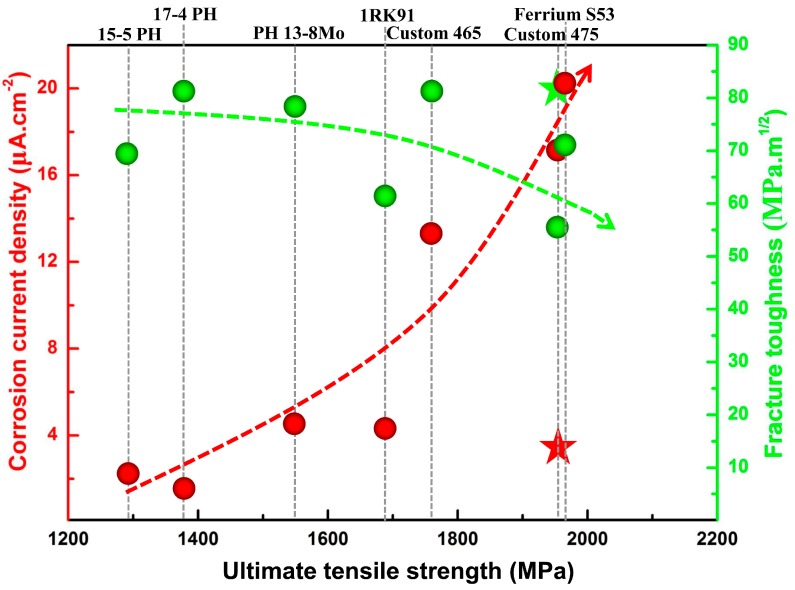 17-4 PH
1RK91
Ferrium S53
15-5 PH
PH 13-8Mo
Custom 465
Custom 475
Corrosion current density (μA.cm⁻²)
20
16
12
8
4
90
80
70
60
50
40
30
20
10
Fracture toughness (MPa.m¹/²)
1200
1400
1600
1800
2000
2200
Ultimate tensile strength (MPa)